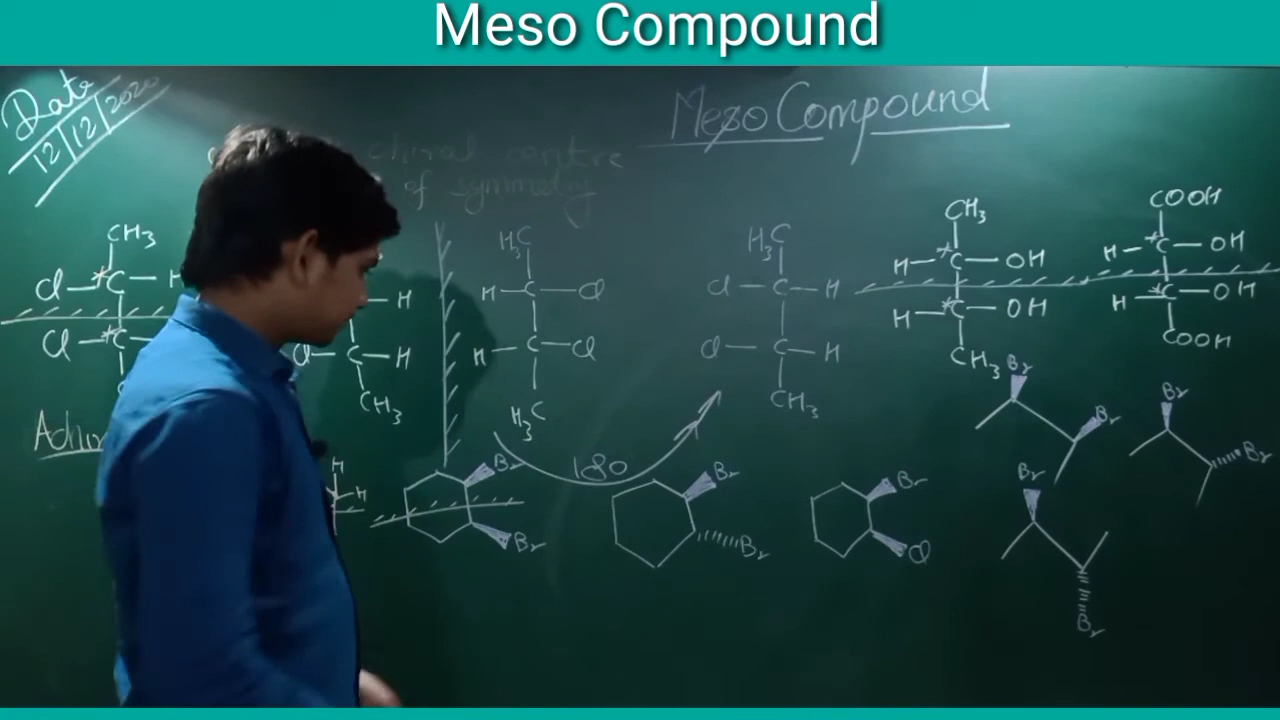 Meso Compound
Date
12/12/2020
Meso Compound
chiral centre
of symmetry
CH3
Cl *C H
Cl *C
H
Cl C H
CH3
H3C
H C Cl
H C Cl
H3C
180
H3C
Cl C H
Cl C H
CH3
CH3
H *C OH
H *C OH
CH3
COOH
H *C OH
H *C OH
COOH
H
H
Br
Br
Br
Br
Br
Cl
Br
Br
Br
Br
Br
Br